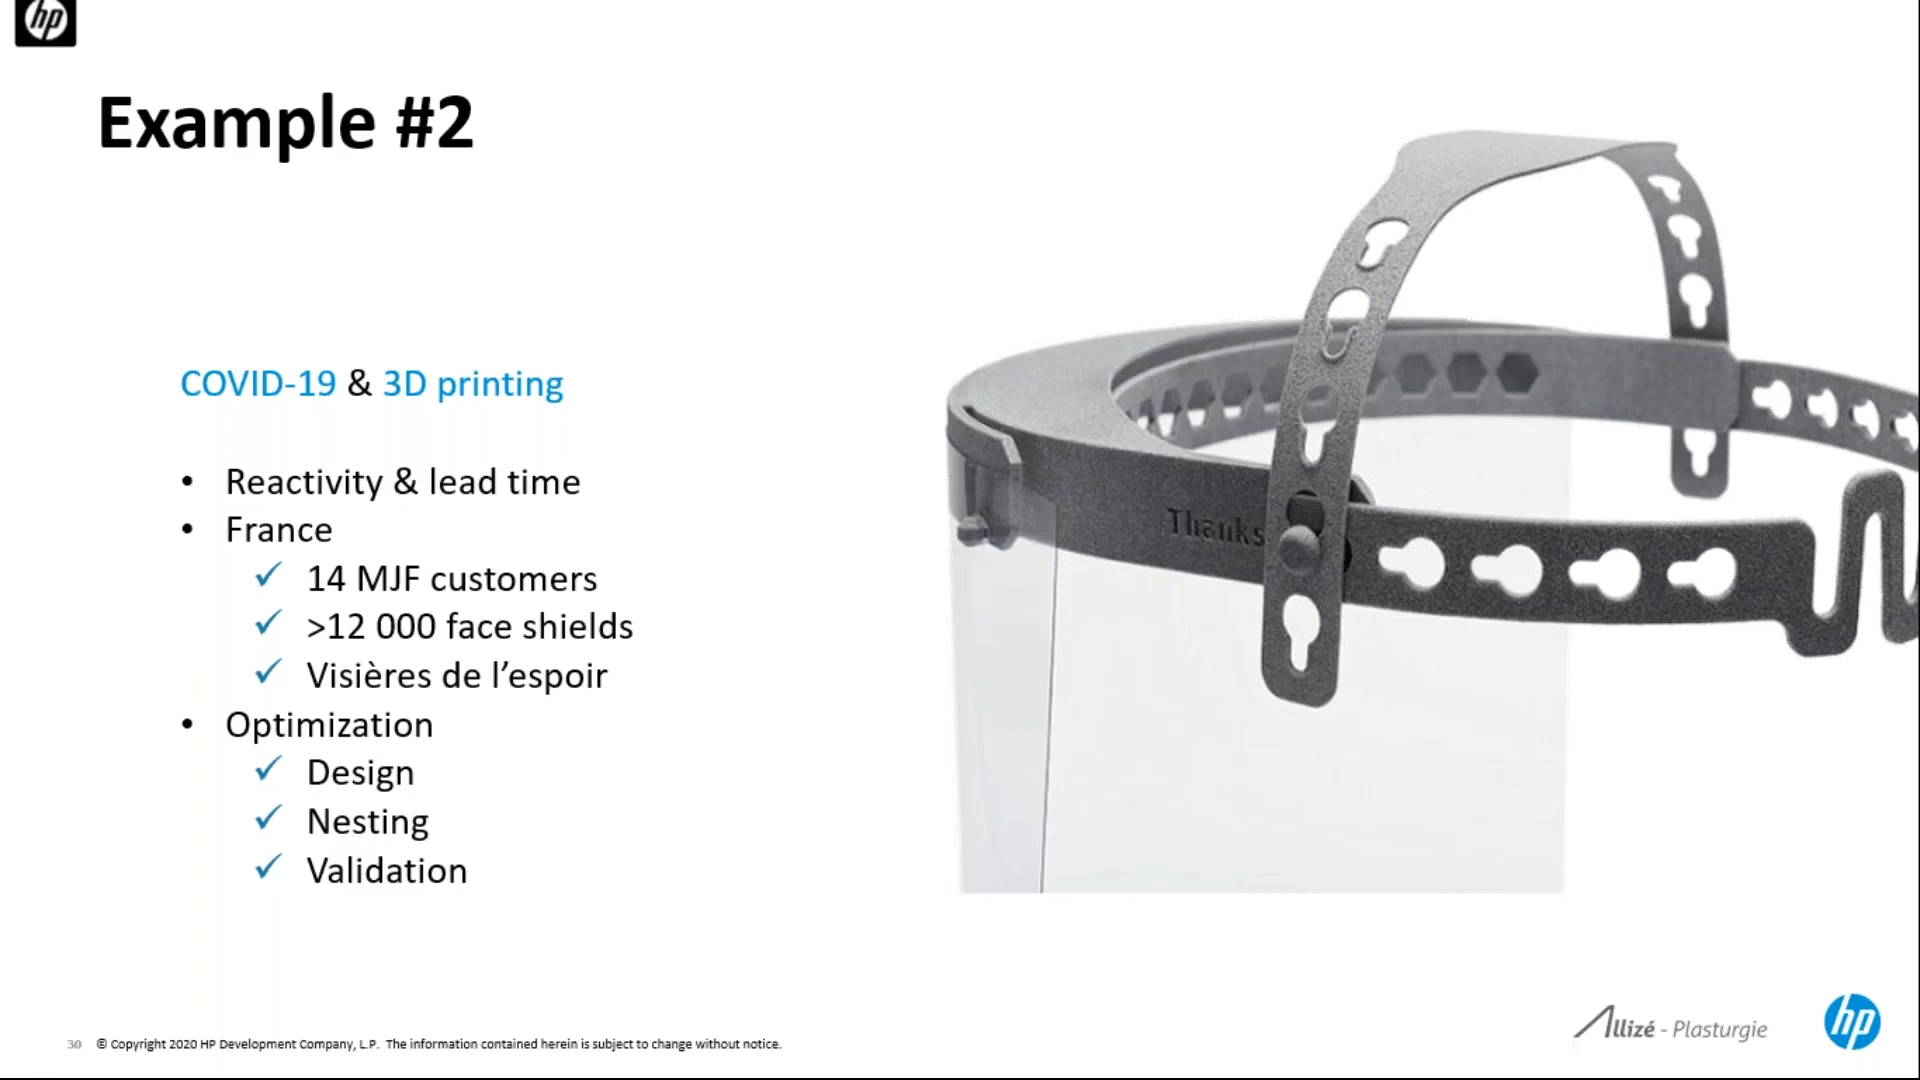 hp
Example #2
COVID-19 & 3D printing
• Reactivity & lead time
• France
✓ 14 MJF customers
✓ >12 000 face shields
✓ Visières de l’espoir
• Optimization
✓ Design
✓ Nesting
✓ Validation
Thanks
30 © Copyright 2020 HP Development Company, L.P. The information contained herein is subject to change without notice.
Allizé - Plasturgie
hp